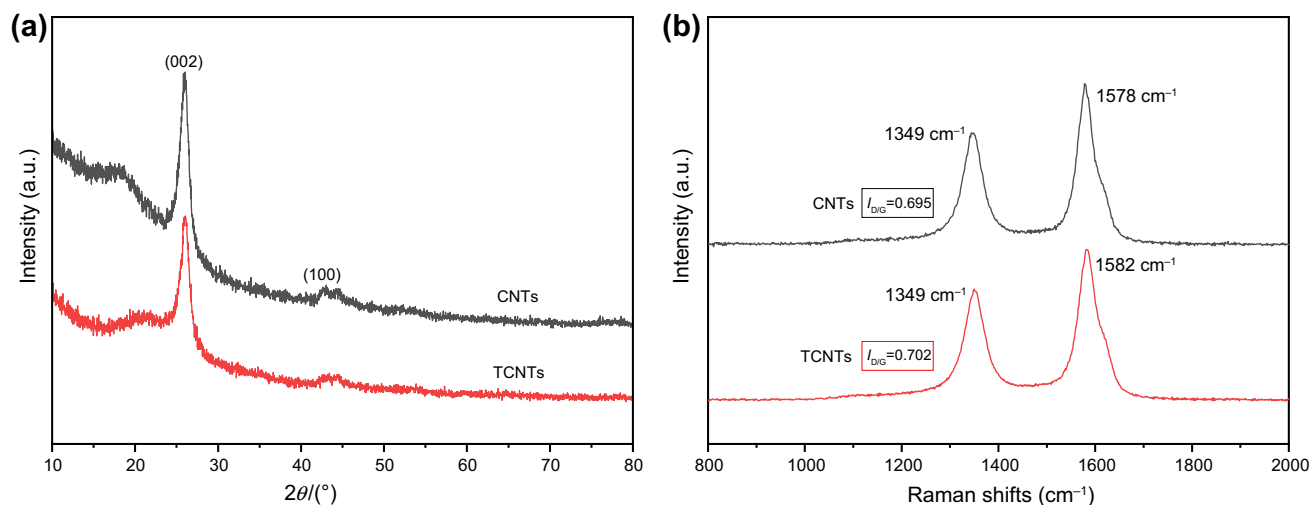 (a)
(002)
(100)
CNTs
TCNTs
Intensity (a.u.)
10 20 30 40 50 60 70 80
2θ/(°)
(b)
1578 cm⁻¹
1349 cm⁻¹
CNTs I_D/G=0.695
1582 cm⁻¹
1349 cm⁻¹
TCNTs I_D/G=0.702
Intensity (a.u.)
800 1000 1200 1400 1600 1800 2000
Raman shifts (cm⁻¹)